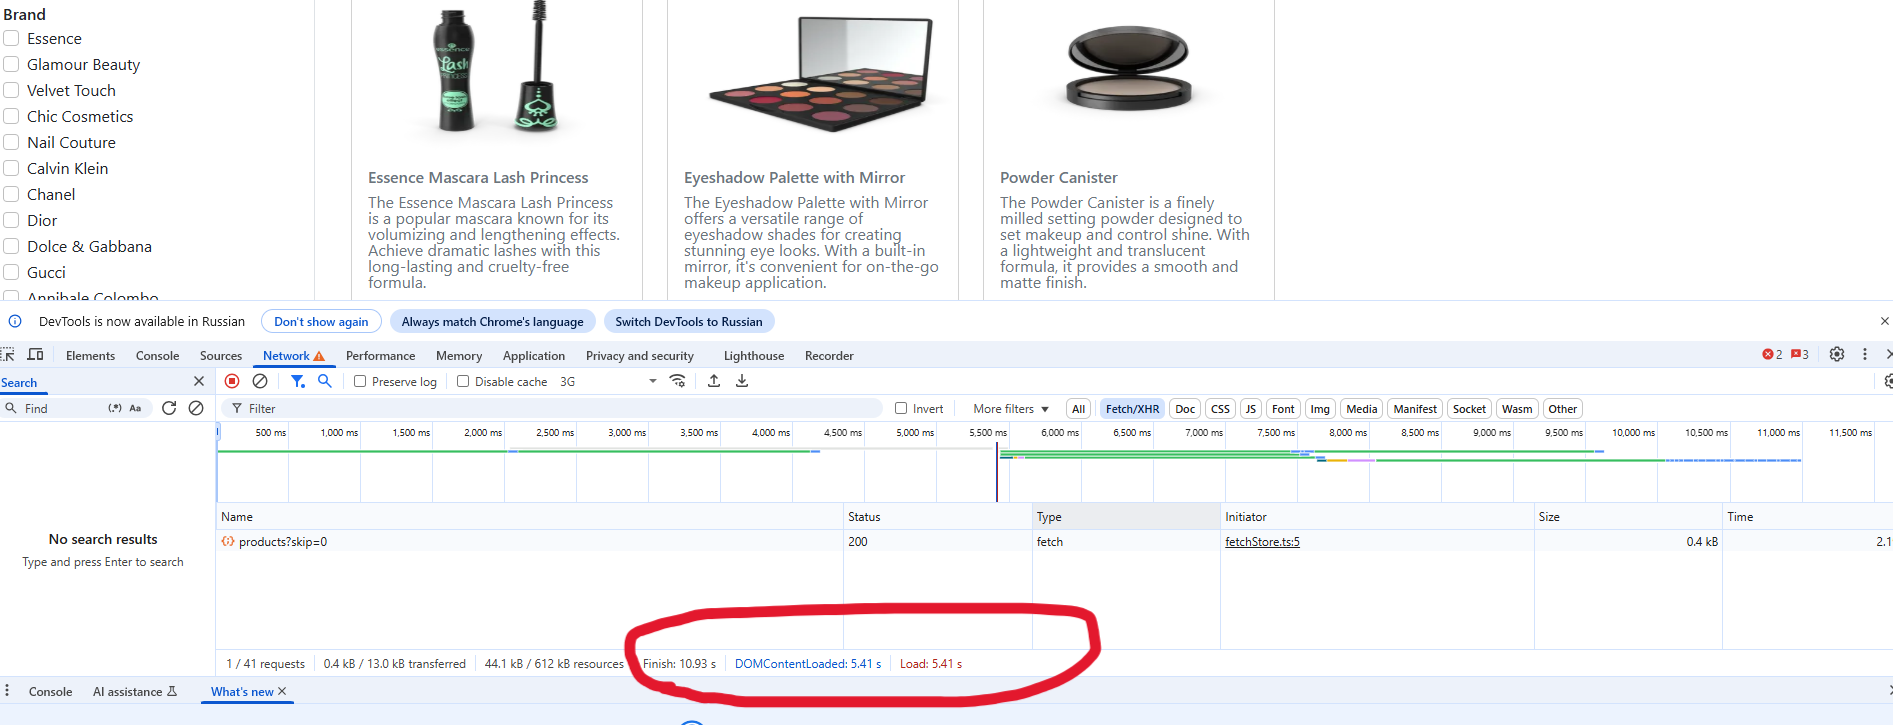 Brand
Essence
Glamour Beauty
Velvet Touch
Chic Cosmetics
Nail Couture
Calvin Klein
Chanel
Dior
Dolce & Gabbana
Gucci
Annibale Colombo
essence
Lash
PRINCESS
Essence Mascara Lash Princess
The Essence Mascara Lash Princess
is a popular mascara known for its
volumizing and lengthening effects.
Achieve dramatic lashes with this
long-lasting and cruelty-free
formula.
Eyeshadow Palette with Mirror
The Eyeshadow Palette with Mirror
offers a versatile range of
eyeshadow shades for creating
stunning eye looks. With a built-in
mirror, it's convenient for on-the-go
makeup application.
Powder Canister
The Powder Canister is a finely
milled setting powder designed to
set makeup and control shine. With
a lightweight and translucent
formula, it provides a smooth and
matte finish.
DevTools is now available in Russian Don't show again Always match Chrome's language Switch DevTools to Russian
Elements Console Sources Network Performance Memory Application Privacy and security Lighthouse Recorder 2 3
Search
Preserve log Disable cache 3G
Find (.*) Aa
Filter Invert More filters All Fetch/XHR Doc CSS JS Font Img Media Manifest Socket Wasm Other
500 ms 1,000 ms 1,500 ms 2,000 ms 2,500 ms 3,000 ms 3,500 ms 4,000 ms 4,500 ms 5,000 ms 5,500 ms 6,000 ms 6,500 ms 7,000 ms 7,500 ms 8,000 ms 8,500 ms 9,000 ms 9,500 ms 10,000 ms 10,500 ms 11,000 ms 11,500 ms
Name Status Type Initiator Size Time
products?skip=0 200 fetch fetchStore.ts:5 0.4 kB 2.1
No search results
Type and press Enter to search
1 / 41 requests 0.4 kB / 13.0 kB transferred 44.1 kB / 612 kB resources Finish: 10.93 s DOMContentLoaded: 5.41 s Load: 5.41 s
Console AI assistance What's new